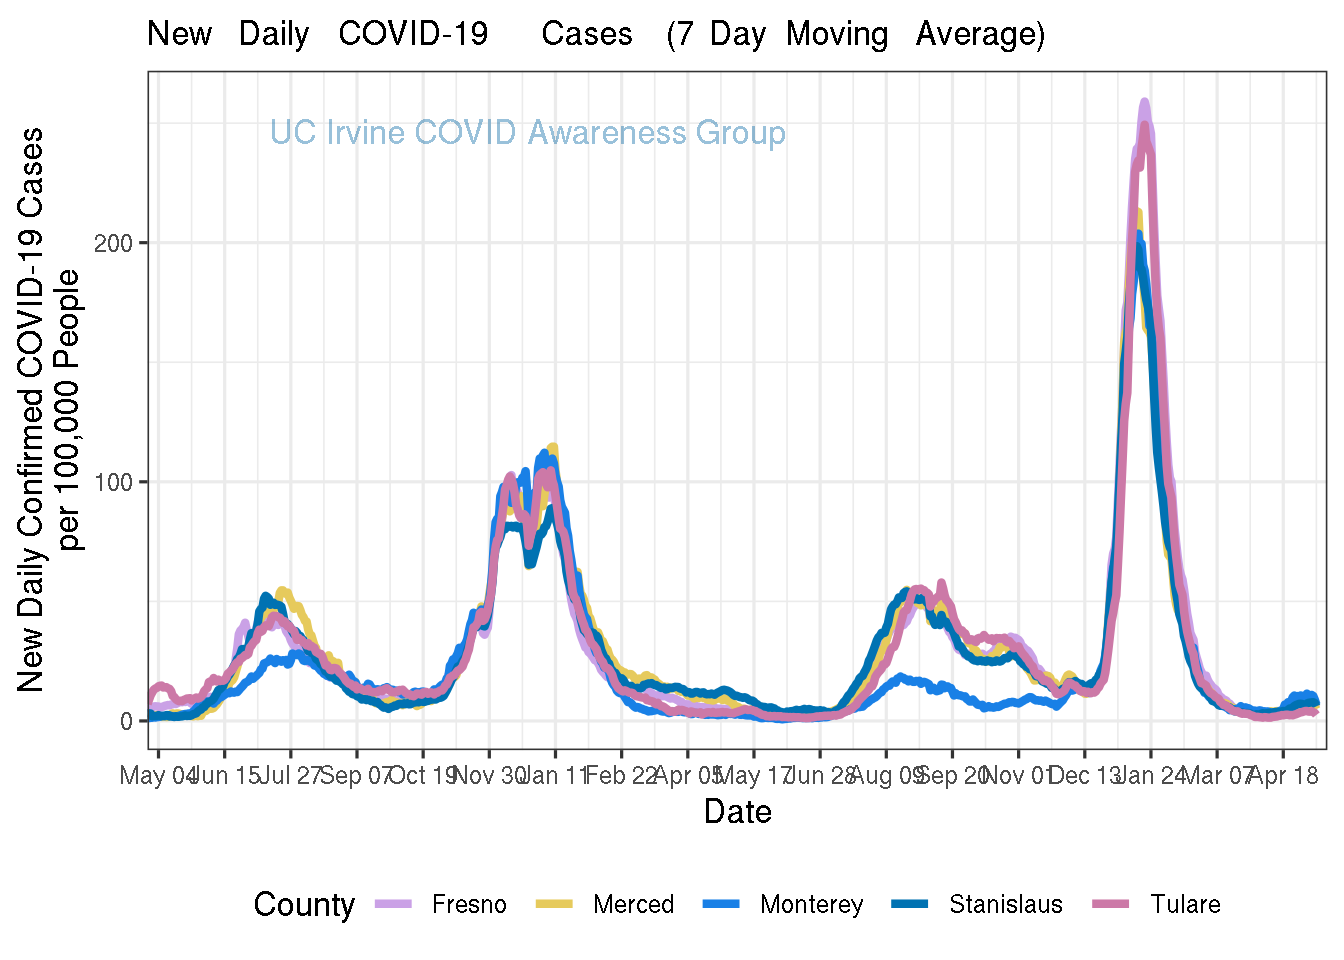 New Daily COVID-19 Cases (7 Day Moving Average)
UC Irvine COVID Awareness Group
New Daily Confirmed COVID-19 Cases
per 100,000 People
200
100
0
May 04 Jun 15 Jul 27 Sep 07 Oct 19 Nov 30 Jan 11 Feb 22 Apr 05 May 17 Jun 28 Aug 09 Sep 20 Nov 01 Dec 13 Jan 24 Mar 07 Apr 18
Date
County Fresno Merced Monterey Stanislaus Tulare